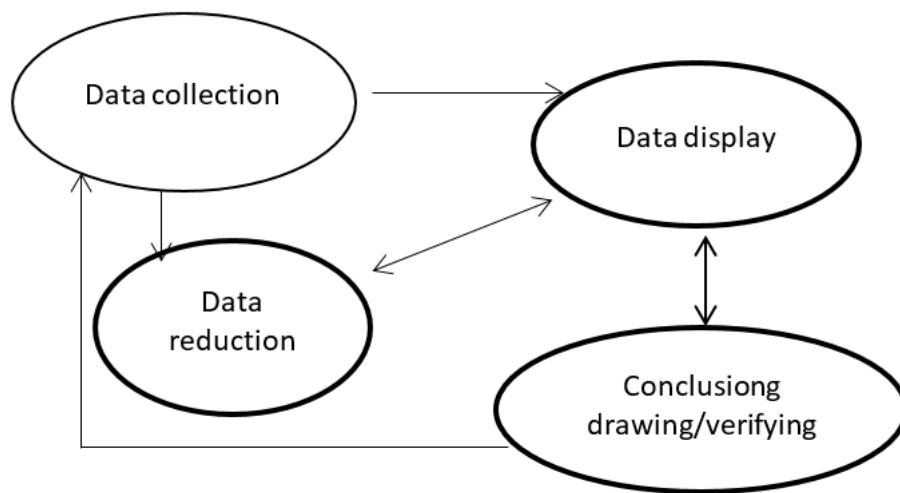 Data collection
Data display
Data
reduction
Conclusiong
drawing/verifying